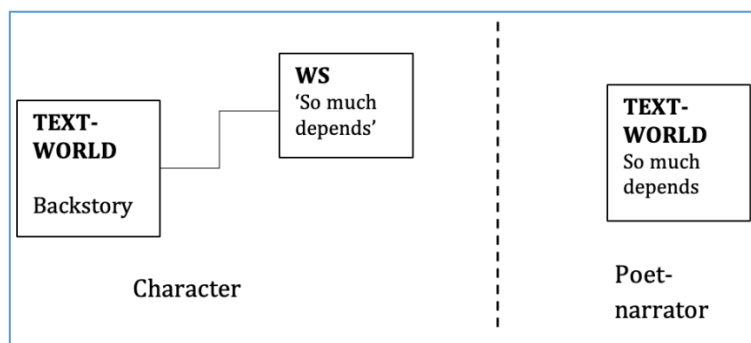 TEXT-
WORLD
Backstory
WS
‘So much
depends’
Character
TEXT-
WORLD
So much
depends
Poet-
narrator